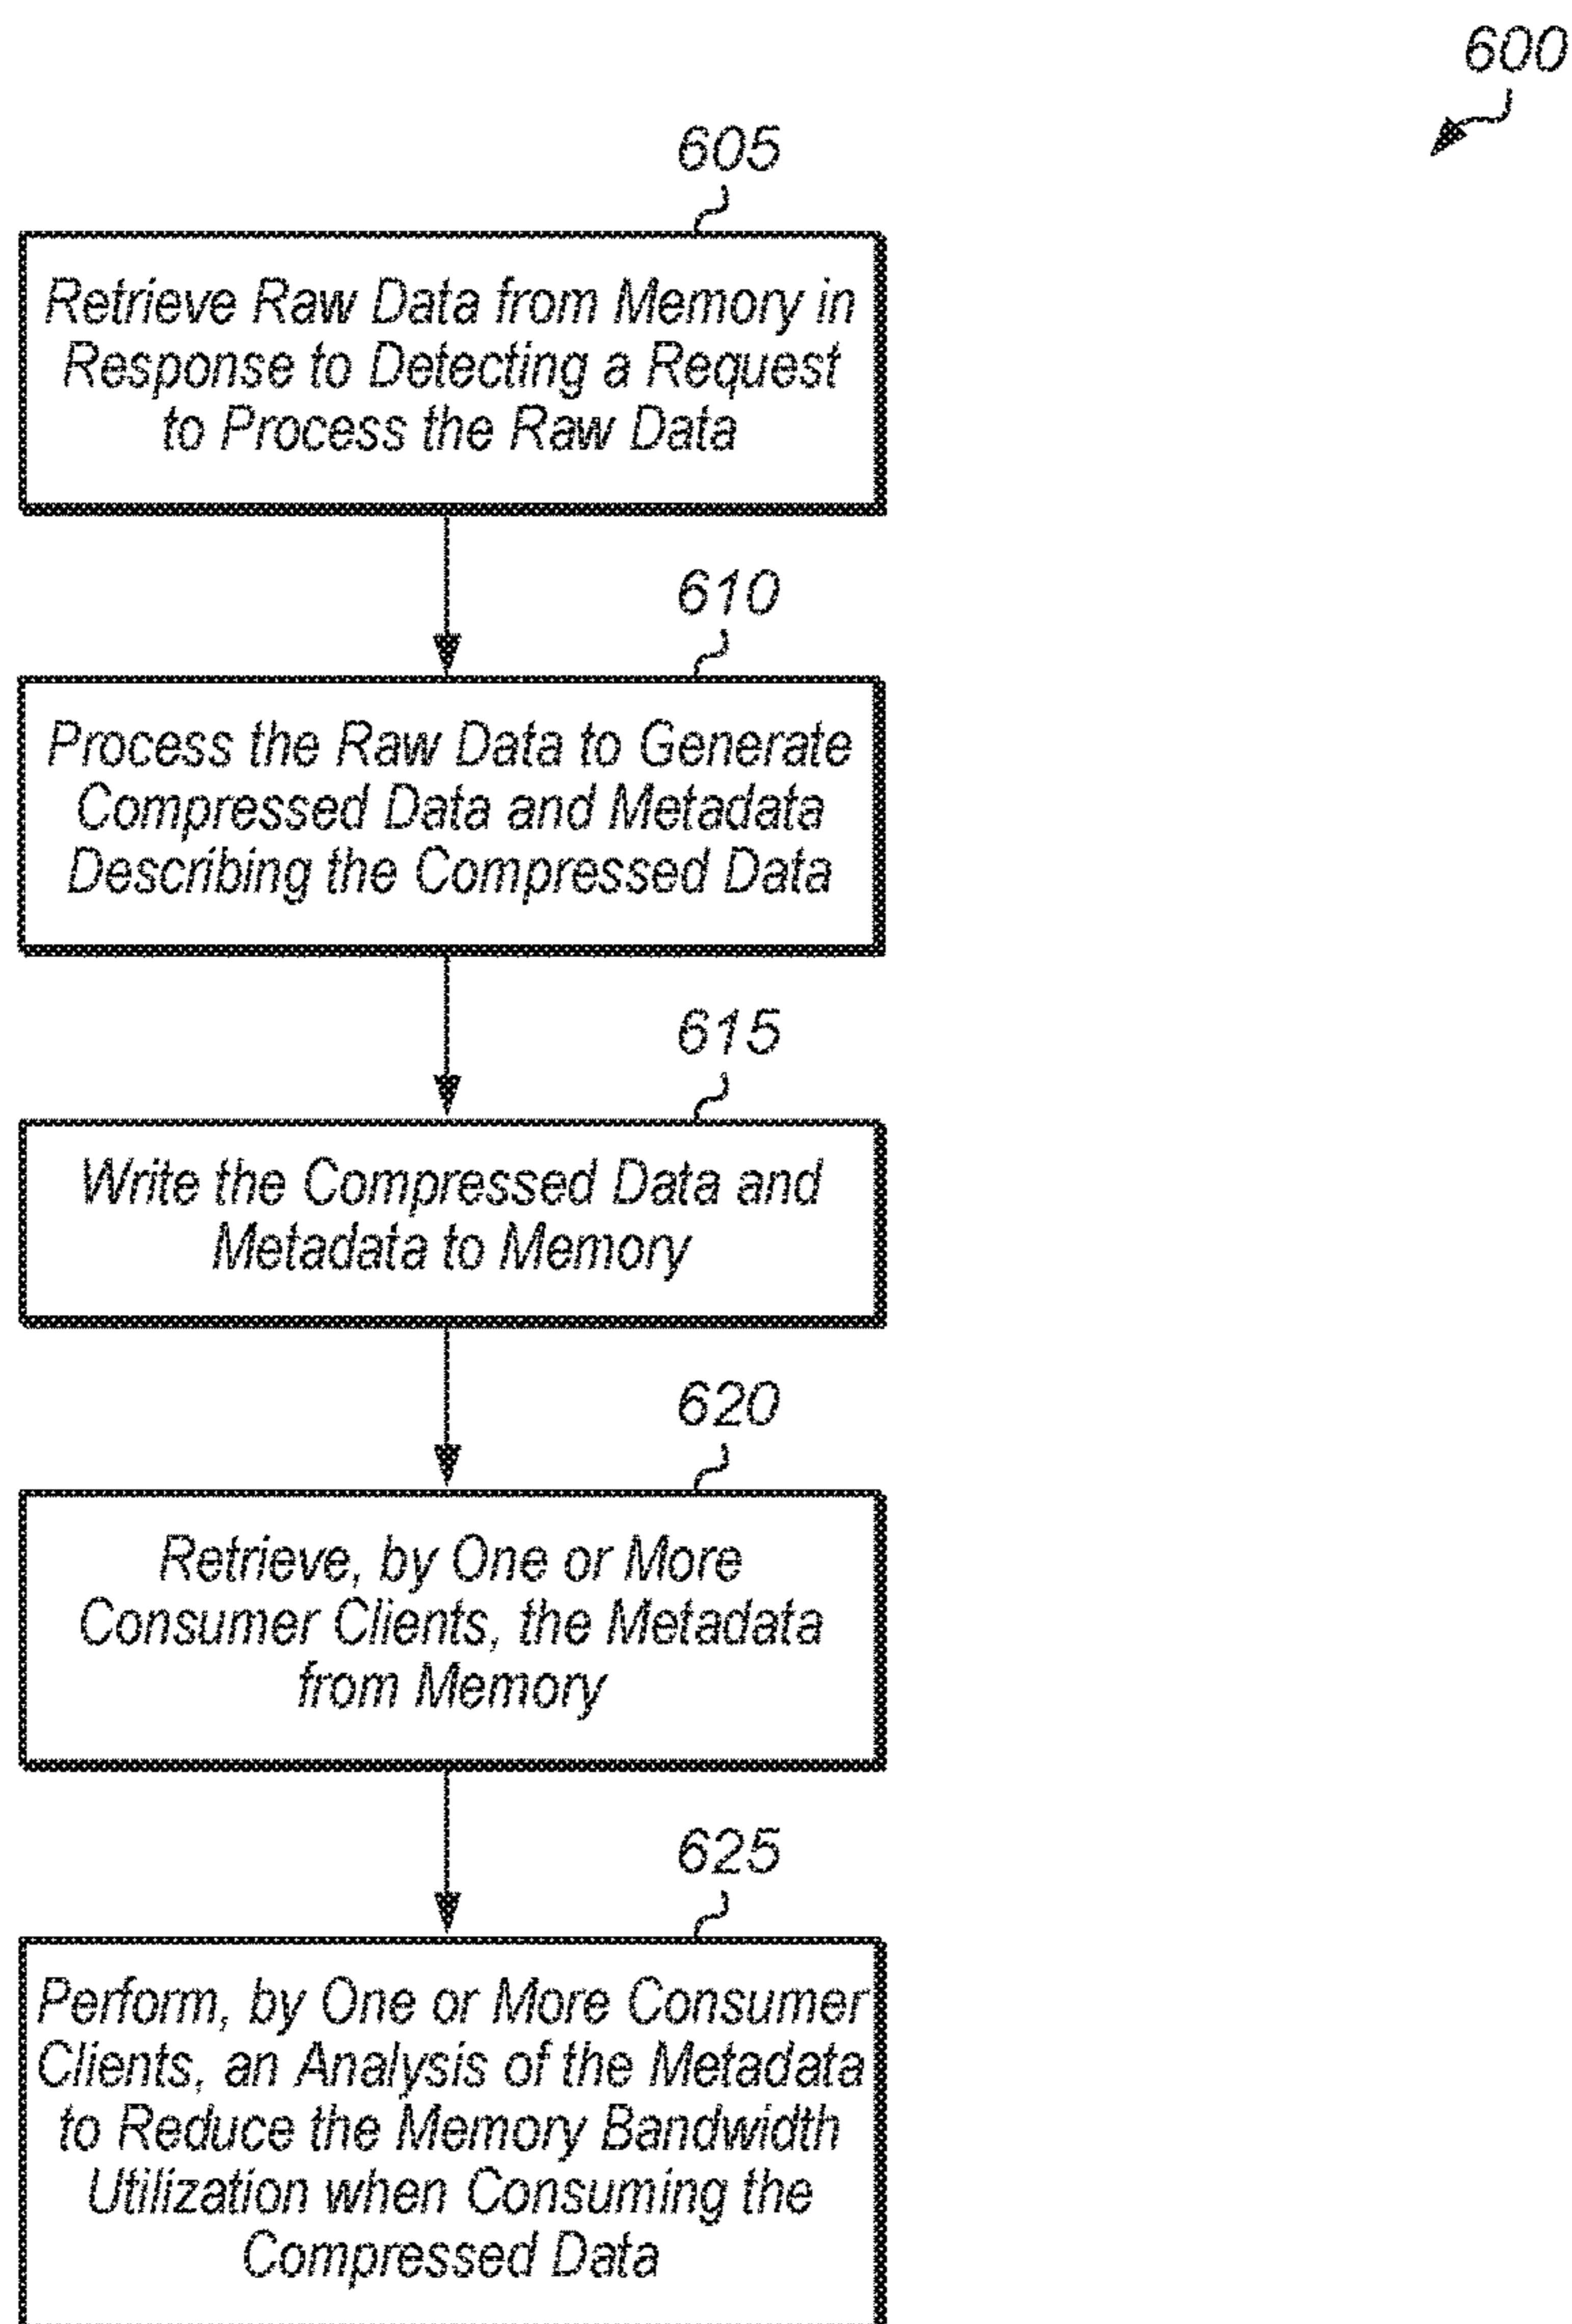 600
605
Retrieve Raw Data from Memory in
Response to Detecting a Request
to Process the Raw Data
610
Process the Raw Data to Generate
Compressed Data and Metadata
Describing the Compressed Data
615
Write the Compressed Data and
Metadata to Memory
620
Retrieve, by One or More
Consumer Clients, the Metadata
from Memory
625
Perform, by One or More Consumer
Clients, an Analysis of the Metadata
to Reduce the Memory Bandwidth
Utilization when Consuming the
Compressed Data